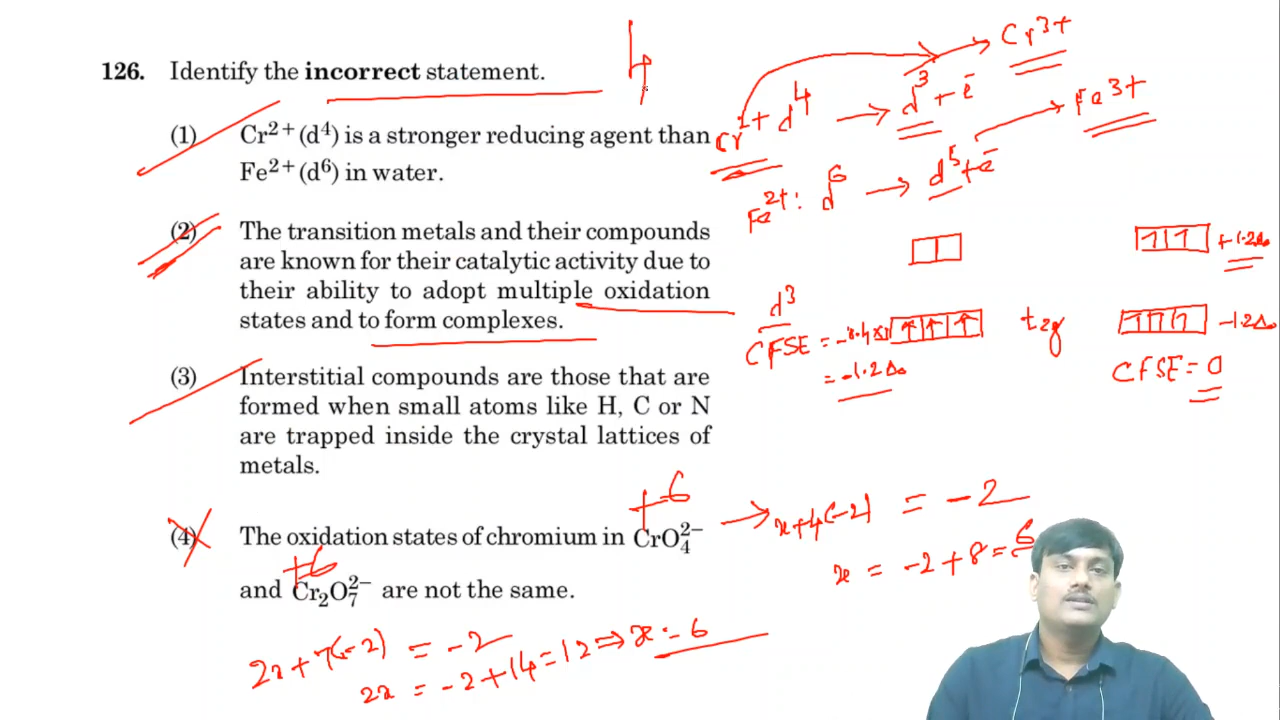 126. Identify the incorrect statement.
4
(1) Cr²⁺ (d⁴) is a stronger reducing agent than
Fe²⁺ (d⁶) in water.
Cr²⁺ d⁴ → d³ + ē → Cr³⁺
Fe²⁺ : d⁶ → d⁵ + ē → Fe³⁺
(2) The transition metals and their compounds
are known for their catalytic activity due to
their ability to adopt multiple oxidation
states and to form complexes.
+1.2Δ₀
d³
CFSE = -0.4×3
= -1.2Δ₀
t₂g
-1.2Δ₀
CFSE = 0
(3) Interstitial compounds are those that are
formed when small atoms like H, C or N
are trapped inside the crystal lattices of
metals.
+6
(4) The oxidation states of chromium in CrO₄²⁻
→ x+4(-2) = -2
x = -2+8 = 6
+6
and Cr₂O₇²⁻ are not the same.
2x + 7(-2) = -2
2x = -2+14 = 12 ⇒ x = 6